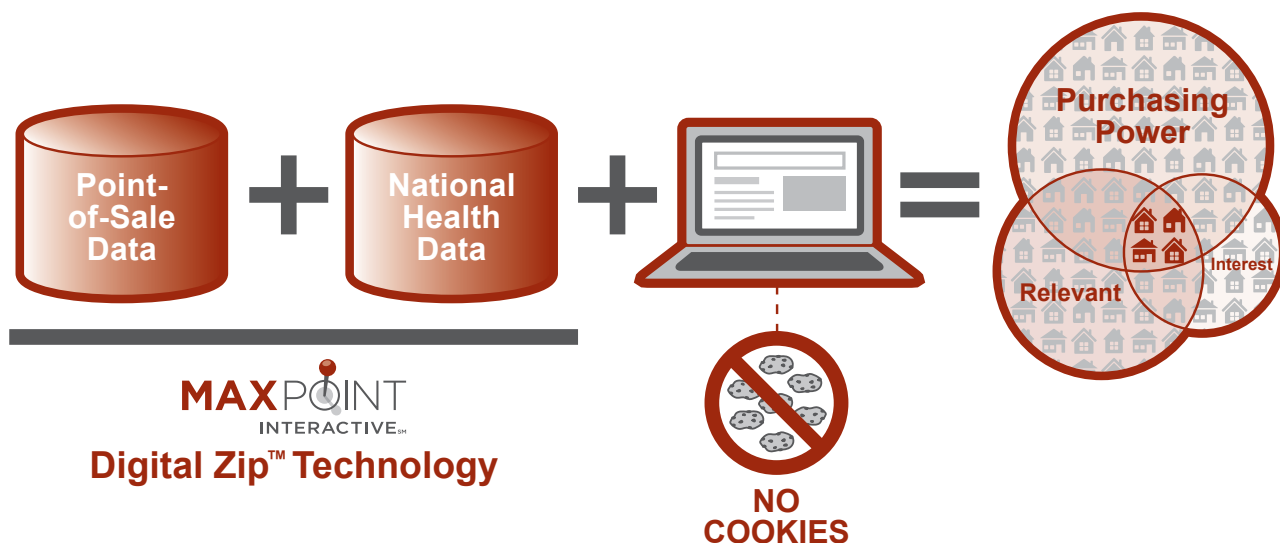 Point-
of-Sale
Data
National
Health
Data
Purchasing
Power
Interest
Relevant
MAXPOINT
INTERACTIVE℠
Digital Zip™ Technology
NO
COOKIES